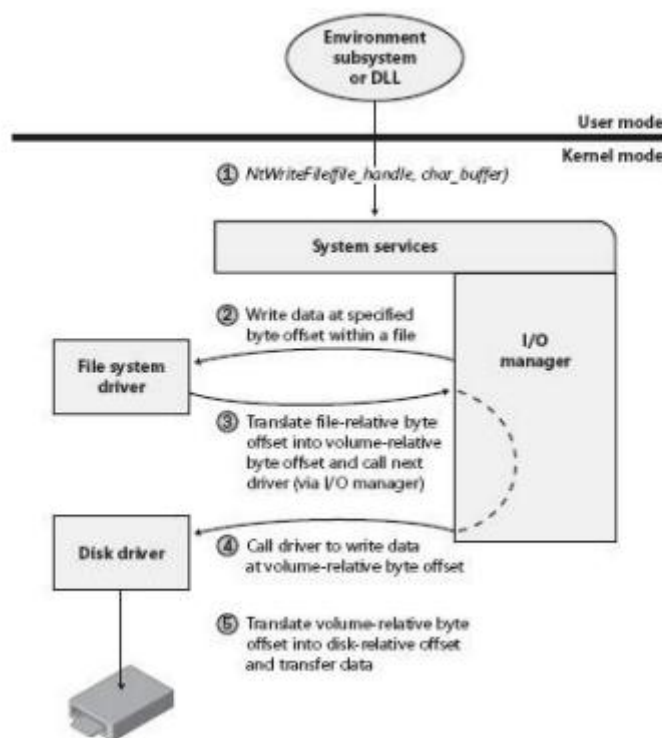 Environment
subsystem
or DLL
User mode
Kernel mode
① NtWriteFile(file_handle, char_buffer)
System services
② Write data at specified
byte offset within a file
I/O
manager
File system
driver
③ Translate file-relative byte
offset into volume-relative
byte offset and call next
driver (via I/O manager)
Disk driver
④ Call driver to write data
at volume-relative byte offset
⑤ Translate volume-relative byte
offset into disk-relative offset
and transfer data